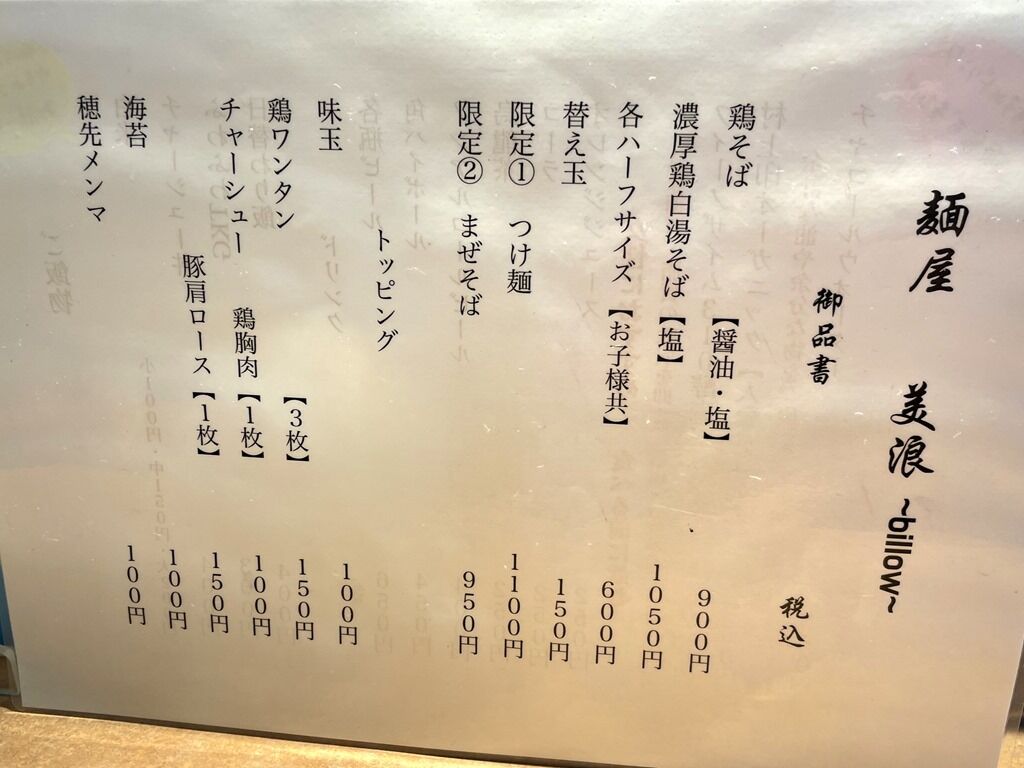 麺屋 美浪 ~billow~
御品書 税込
鶏そば 【醤油・塩】 900円
濃厚鶏白湯そば【塩】 1050円
各ハーフサイズ【お子様共】 600円
替え玉 150円
限定① つけ麺 1100円
限定② まぜそば 950円
トッピング
味玉 100円
鶏ワンタン 【3枚】 150円
チャーシュー 鶏胸肉【1枚】 100円
豚肩ロース【1枚】 150円
海苔 100円
穂先メンマ 100円